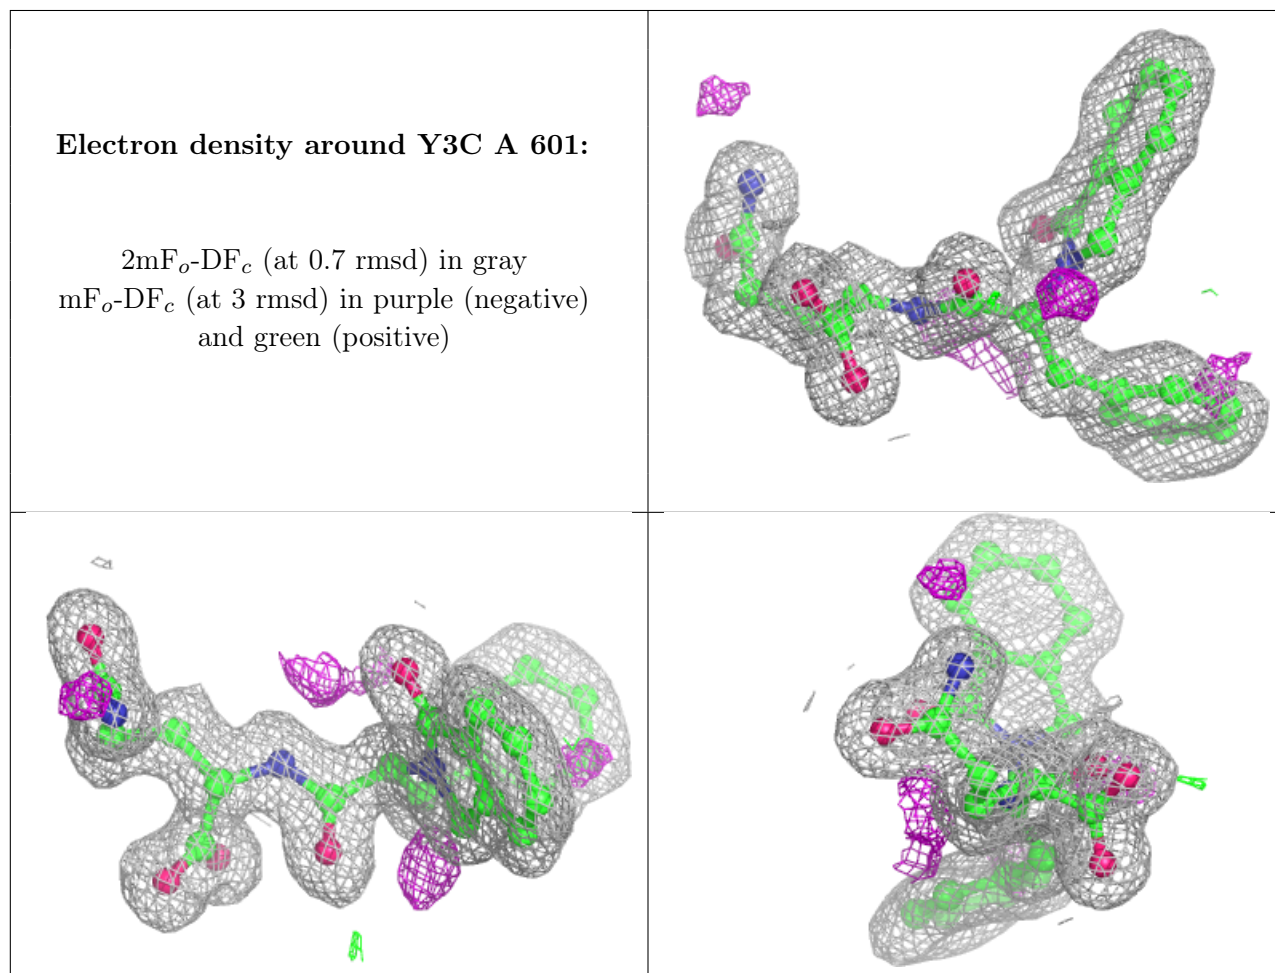 Electron density around Y3C A 601:
2mFo-DFc (at 0.7 rmsd) in gray
mFo-DFc (at 3 rmsd) in purple (negative)
and green (positive)